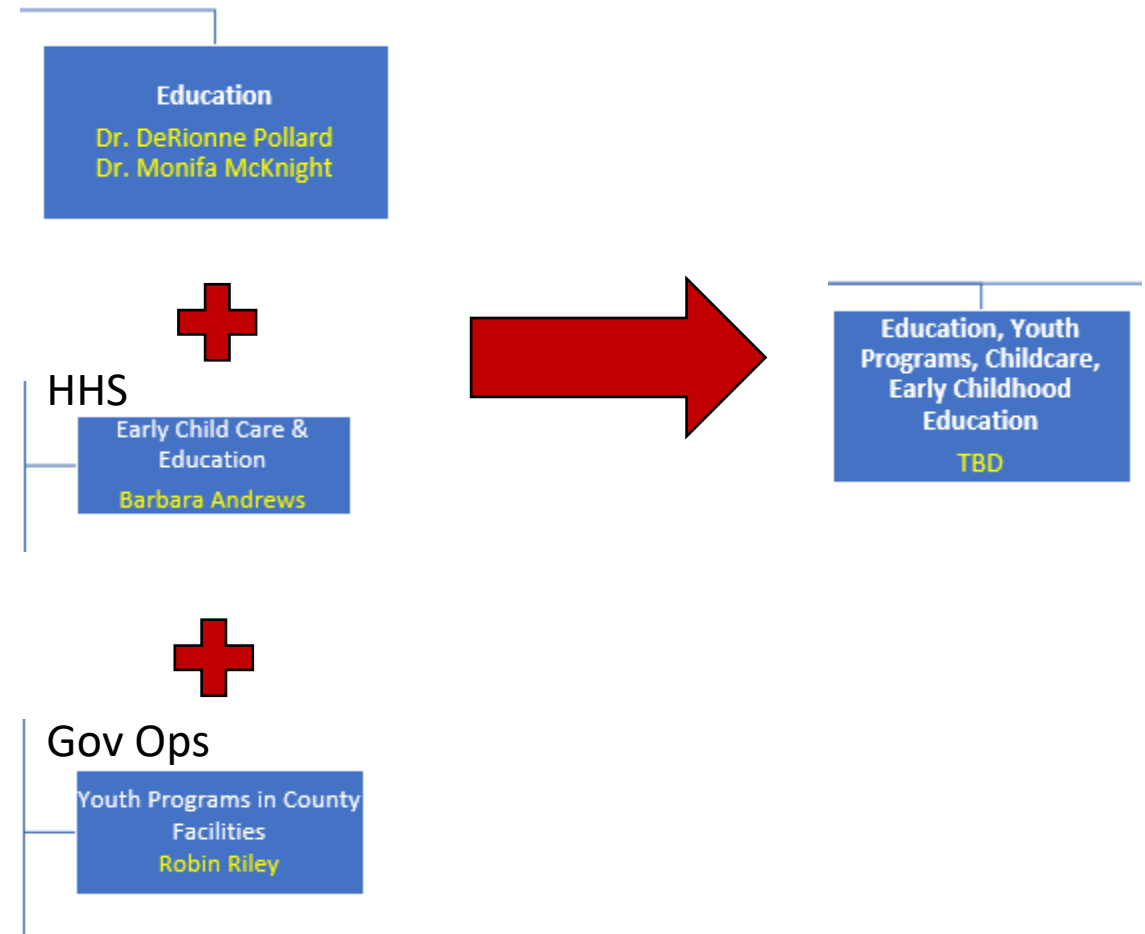 Education
Dr. DeRionne Pollard
Dr. Monifa McKnight
HHS
Early Child Care &
Education
Barbara Andrews
Gov Ops
Youth Programs in County
Facilities
Robin Riley
Education, Youth
Programs, Childcare,
Early Childhood
Education
TBD